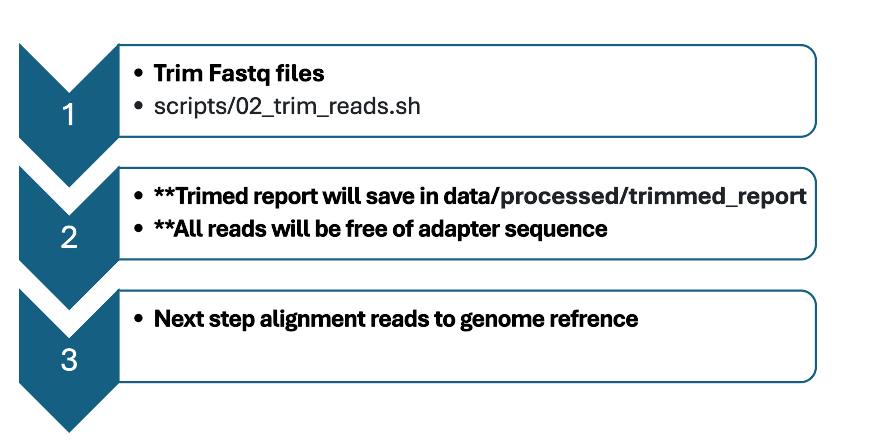 1
• Trim Fastq files
• scripts/02_trim_reads.sh
2
• **Trimed report will save in data/processed/trimmed_report
• **All reads will be free of adapter sequence
3
• Next step alignment reads to genome refrence